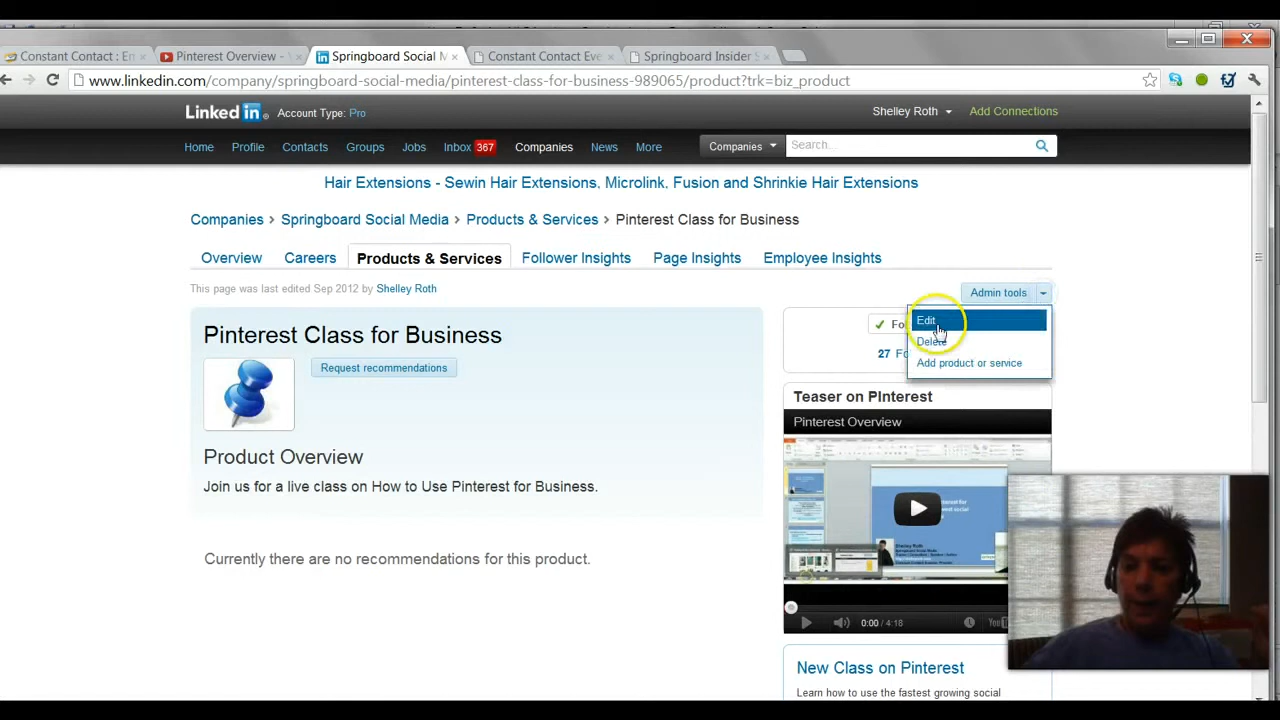 Constant Contact : Em
Pinterest Overview -
Springboard Social M
Constant Contact Eve
Springboard Insider S
www.linkedin.com/company/springboard-social-media/pinterest-class-for-business-989065/product?trk=biz_product
Linked in Account Type: Pro
Shelley Roth Add Connections
Home Profile Contacts Groups Jobs Inbox 367 Companies News More
Companies Search...
Hair Extensions - Sewin Hair Extensions, Microlink, Fusion and Shrinkie Hair Extensions
Companies > Springboard Social Media > Products & Services > Pinterest Class for Business
Overview Careers Products & Services Follower Insights Page Insights Employee Insights
This page was last edited Sep 2012 by Shelley Roth
Admin tools
Edit
Delete
Add product or service
Fo
27 Fo
Pinterest Class for Business
Request recommendations
Product Overview
Join us for a live class on How to Use Pinterest for Business.
Currently there are no recommendations for this product.
Teaser on PInterest
Pinterest Overview
Shelley Roth
0:00 / 4:18
You
New Class on Pinterest
Learn how to use the fastest growing social